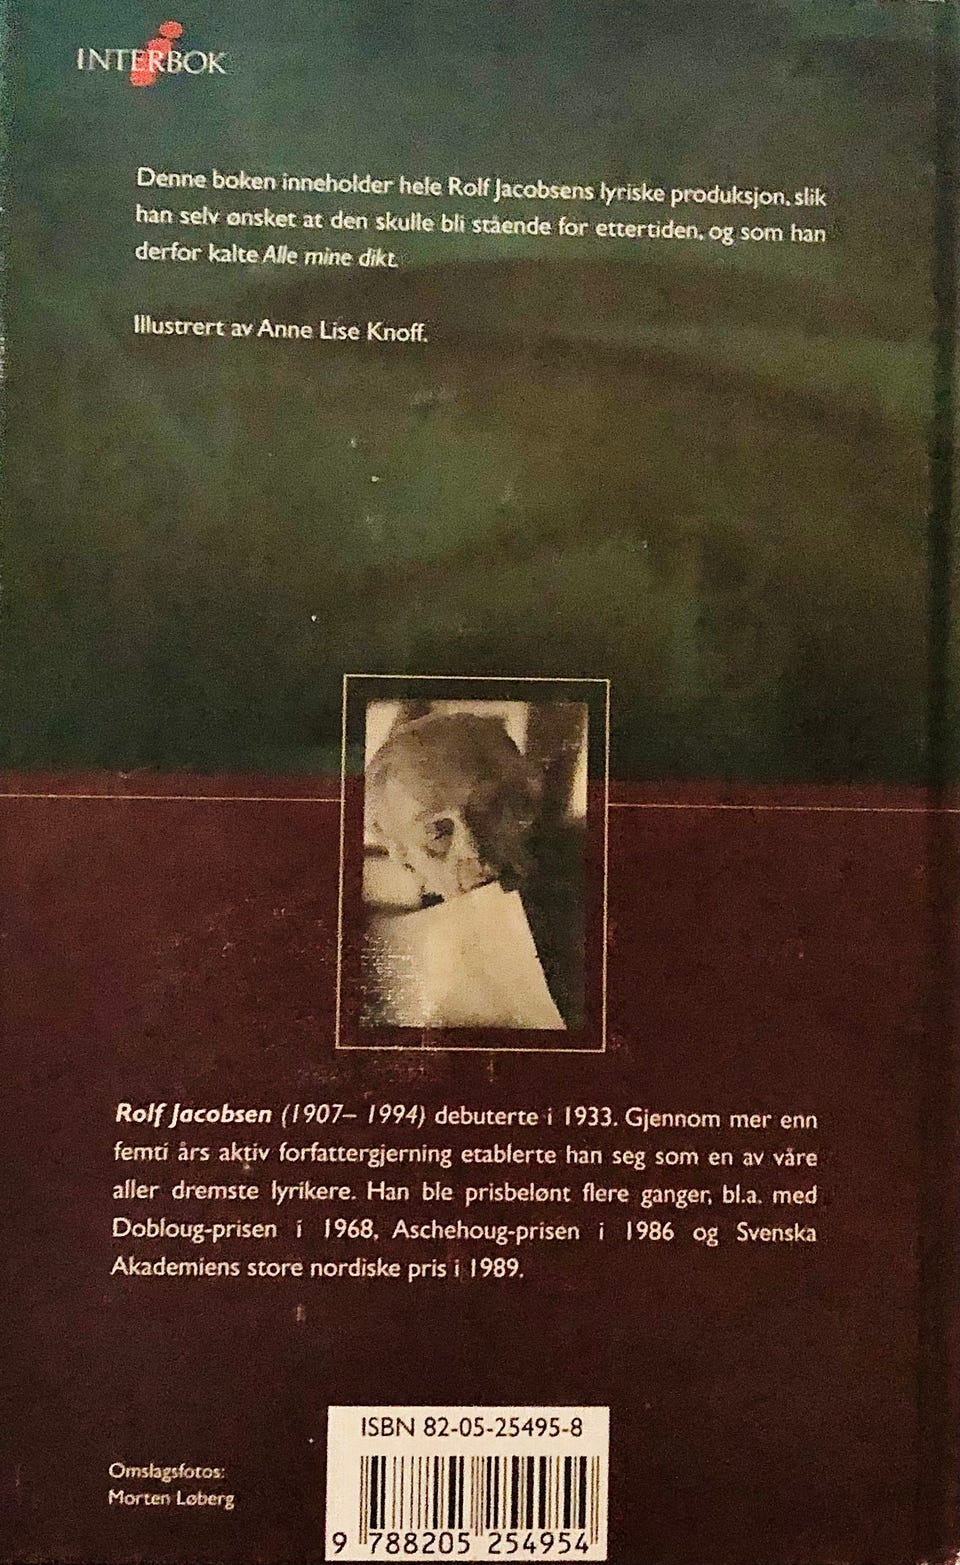 INTERBOK
Denne boken inneholder hele Rolf Jacobsens lyriske produksjon, slik
han selv ønsket at den skulle bli stående for ettertiden, og som han
derfor kalte Alle mine dikt.
Illustrert av Anne Lise Knoff.
Rolf Jacobsen (1907– 1994) debuterte i 1933. Gjennom mer enn
femti års aktiv forfattergjerning etablerte han seg som en av våre
aller dremste lyrikere. Han ble prisbelønt flere ganger, bl.a. med
Dobloug-prisen i 1968, Aschehoug-prisen i 1986 og Svenska
Akademiens store nordiske pris i 1989.
ISBN 82-05-25495-8
Omslagsfotos:
Morten Løberg
9 788205 254954